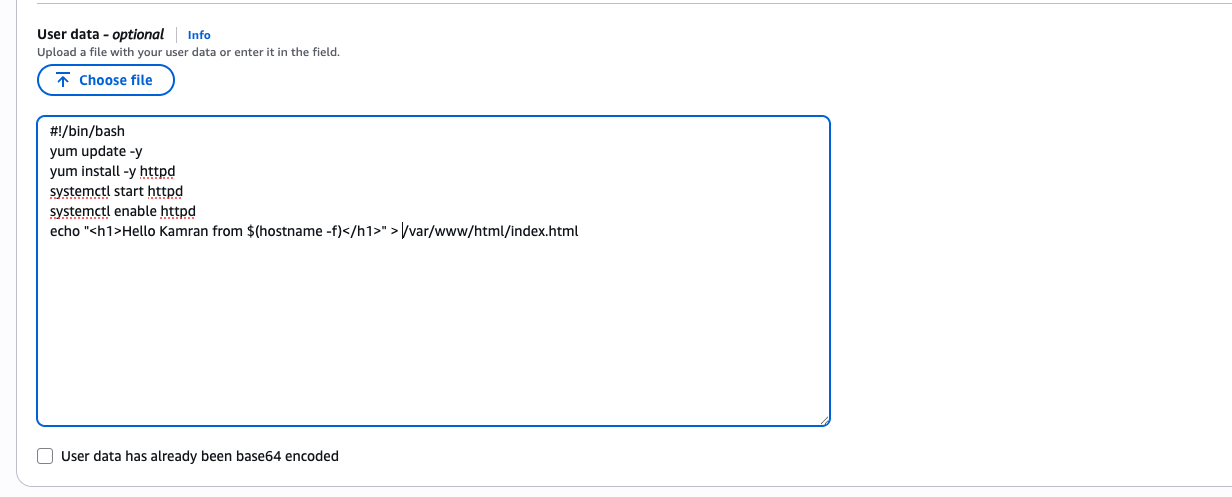 User data - optional Info
Upload a file with your user data or enter it in the field.
Choose file
#!/bin/bash
yum update -y
yum install -y httpd
systemctl start httpd
systemctl enable httpd
echo "<h1>Hello Kamran from $(hostname -f)</h1>" > /var/www/html/index.html
User data has already been base64 encoded